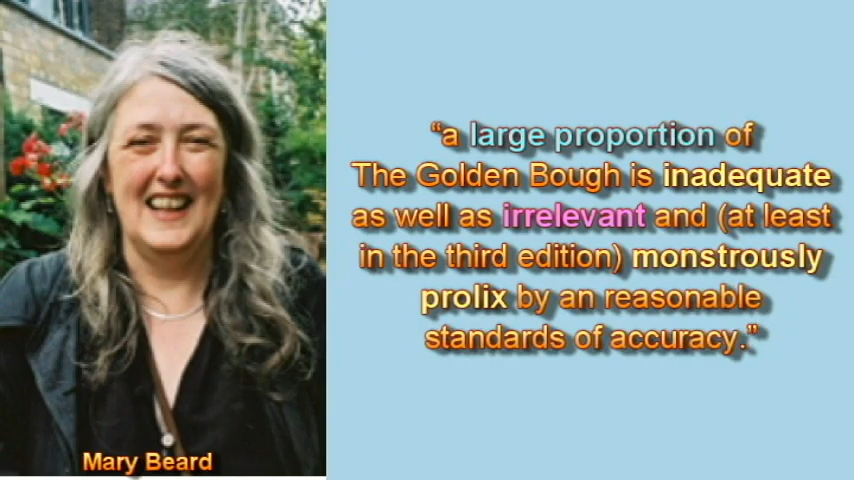 “a large proportion of
The Golden Bough is inadequate
as well as irrelevant and (at least
in the third edition) monstrously
prolix by an reasonable
standards of accuracy.”
Mary Beard